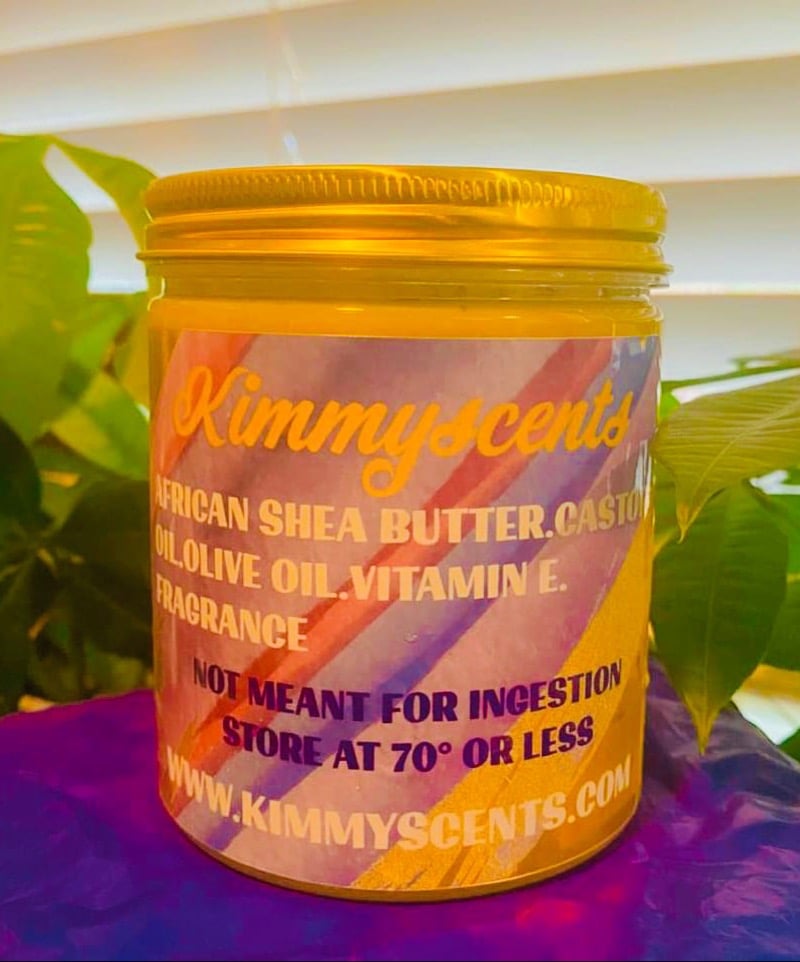 Kimmyscents
AFRICAN SHEA BUTTER.CASTO
OIL.OLIVE OIL.VITAMIN E.
FRAGRANCE
NOT MEANT FOR INGESTION
STORE AT 70° OR LESS
WWW.KIMMYSCENTS.COM